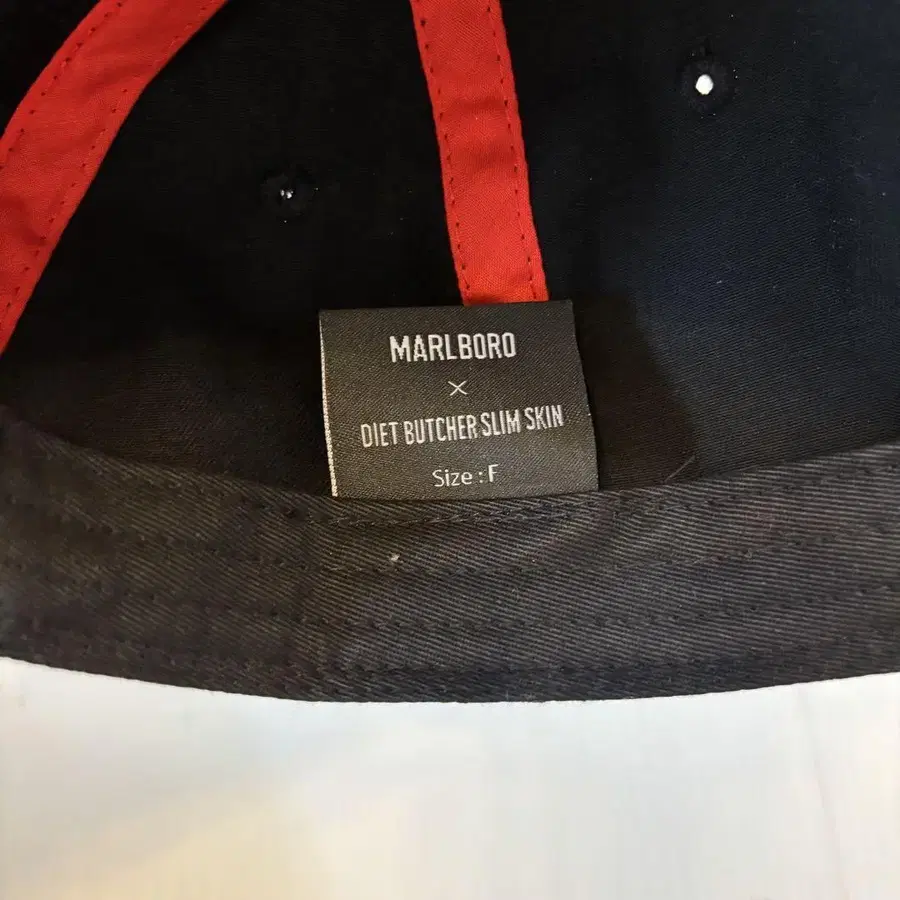 MARLBORO
×
DIET BUTCHER SLIM SKIN
Size : F